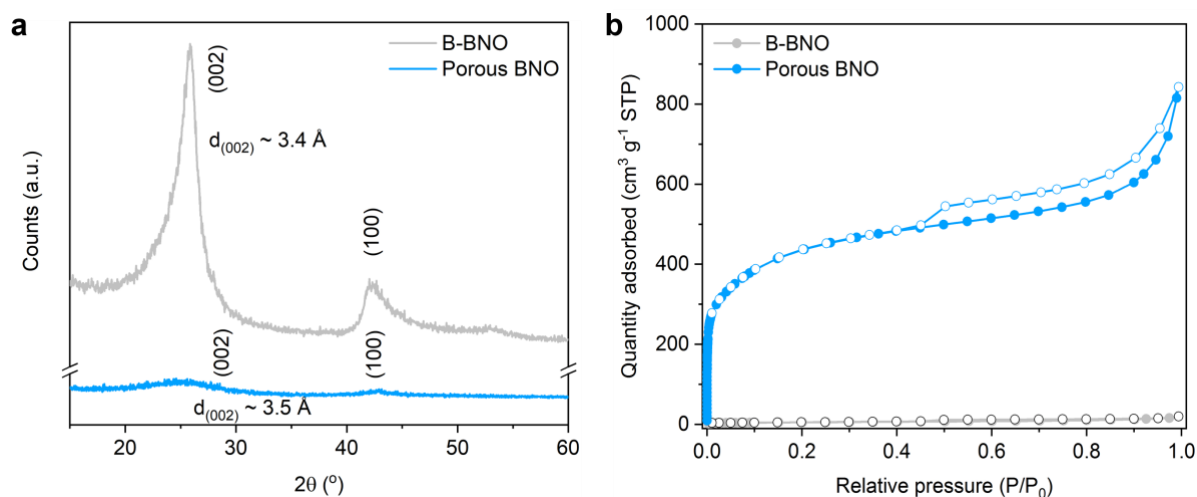 a
B-BNO
Porous BNO
(002)
d(002) ~ 3.4 Å
(100)
(002)
(100)
d(002) ~ 3.5 Å
Counts (a.u.)
20 30 40 50 60
2θ (º)
b
B-BNO
Porous BNO
1000
800
600
400
200
0
Quantity adsorbed (cm³ g⁻¹ STP)
0.0 0.2 0.4 0.6 0.8 1.0
Relative pressure (P/P₀)